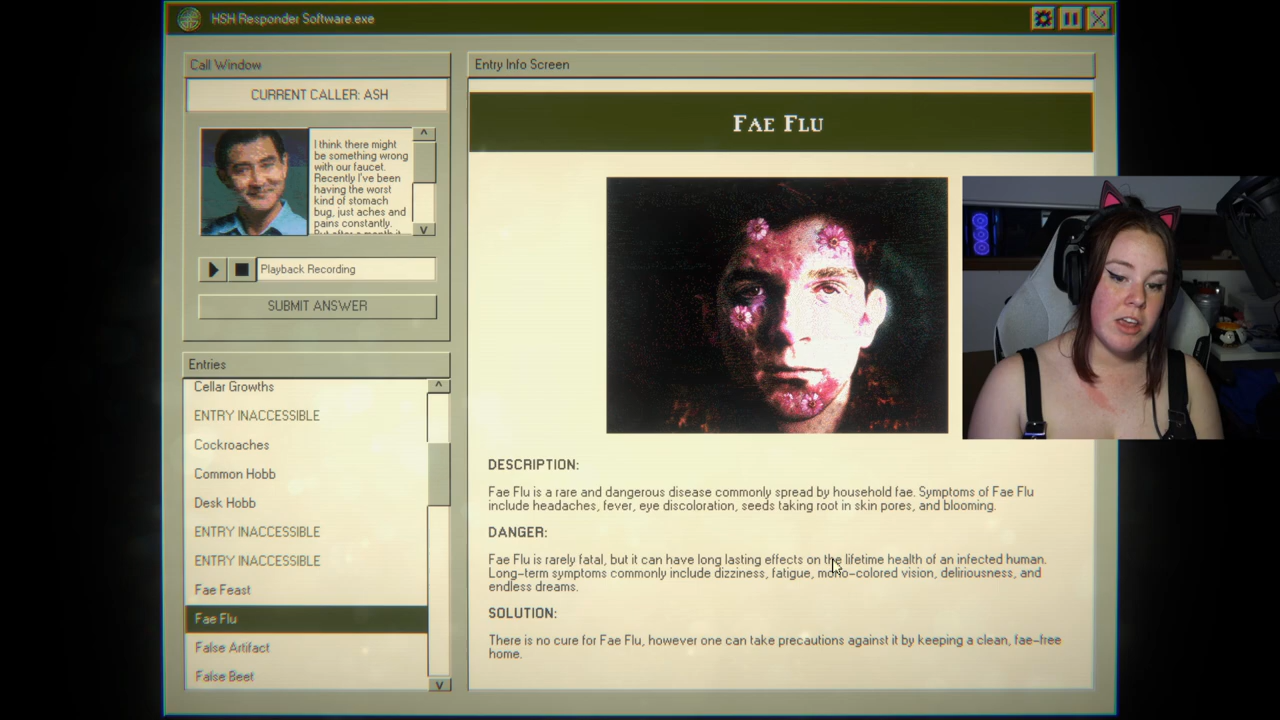 HSH Responder Software.exe
Call Window
CURRENT CALLER: ASH
I think there might
be something wrong
with our faucet.
Recently I've been
having the worst
kind of stomach
bug, just aches and
pains constantly.
But after a month it
Playback Recording
SUBMIT ANSWER
Entries
Cellar Growths
ENTRY INACCESSIBLE
Cockroaches
Common Hobb
Desk Hobb
ENTRY INACCESSIBLE
ENTRY INACCESSIBLE
Fae Feast
Fae Flu
False Artifact
False Beet
Entry Info Screen
FAE FLU
DESCRIPTION:
Fae Flu is a rare and dangerous disease commonly spread by household fae. Symptoms of Fae Flu
include headaches, fever, eye discoloration, seeds taking root in skin pores, and blooming.
DANGER:
Fae Flu is rarely fatal, but it can have long lasting effects on the lifetime health of an infected human.
Long-term symptoms commonly include dizziness, fatigue, mono-colored vision, deliriousness, and
endless dreams.
SOLUTION:
There is no cure for Fae Flu, however one can take precautions against it by keeping a clean, fae-free
home.